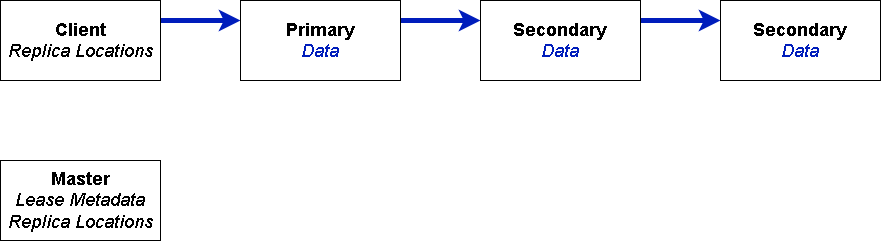 Client
Replica Locations
Primary
Data
Secondary
Data
Secondary
Data
Master
Lease Metadata
Replica Locations